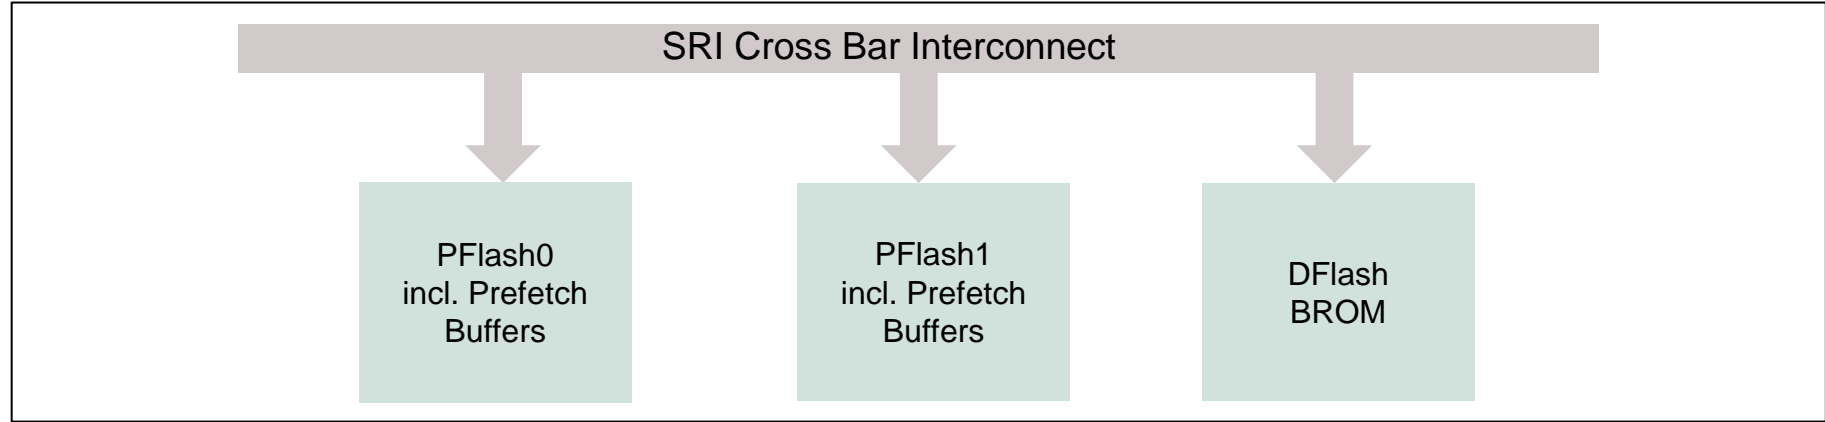 SRI Cross Bar Interconnect
PFlash0
incl. Prefetch
Buffers
PFlash1
incl. Prefetch
Buffers
DFlash
BROM